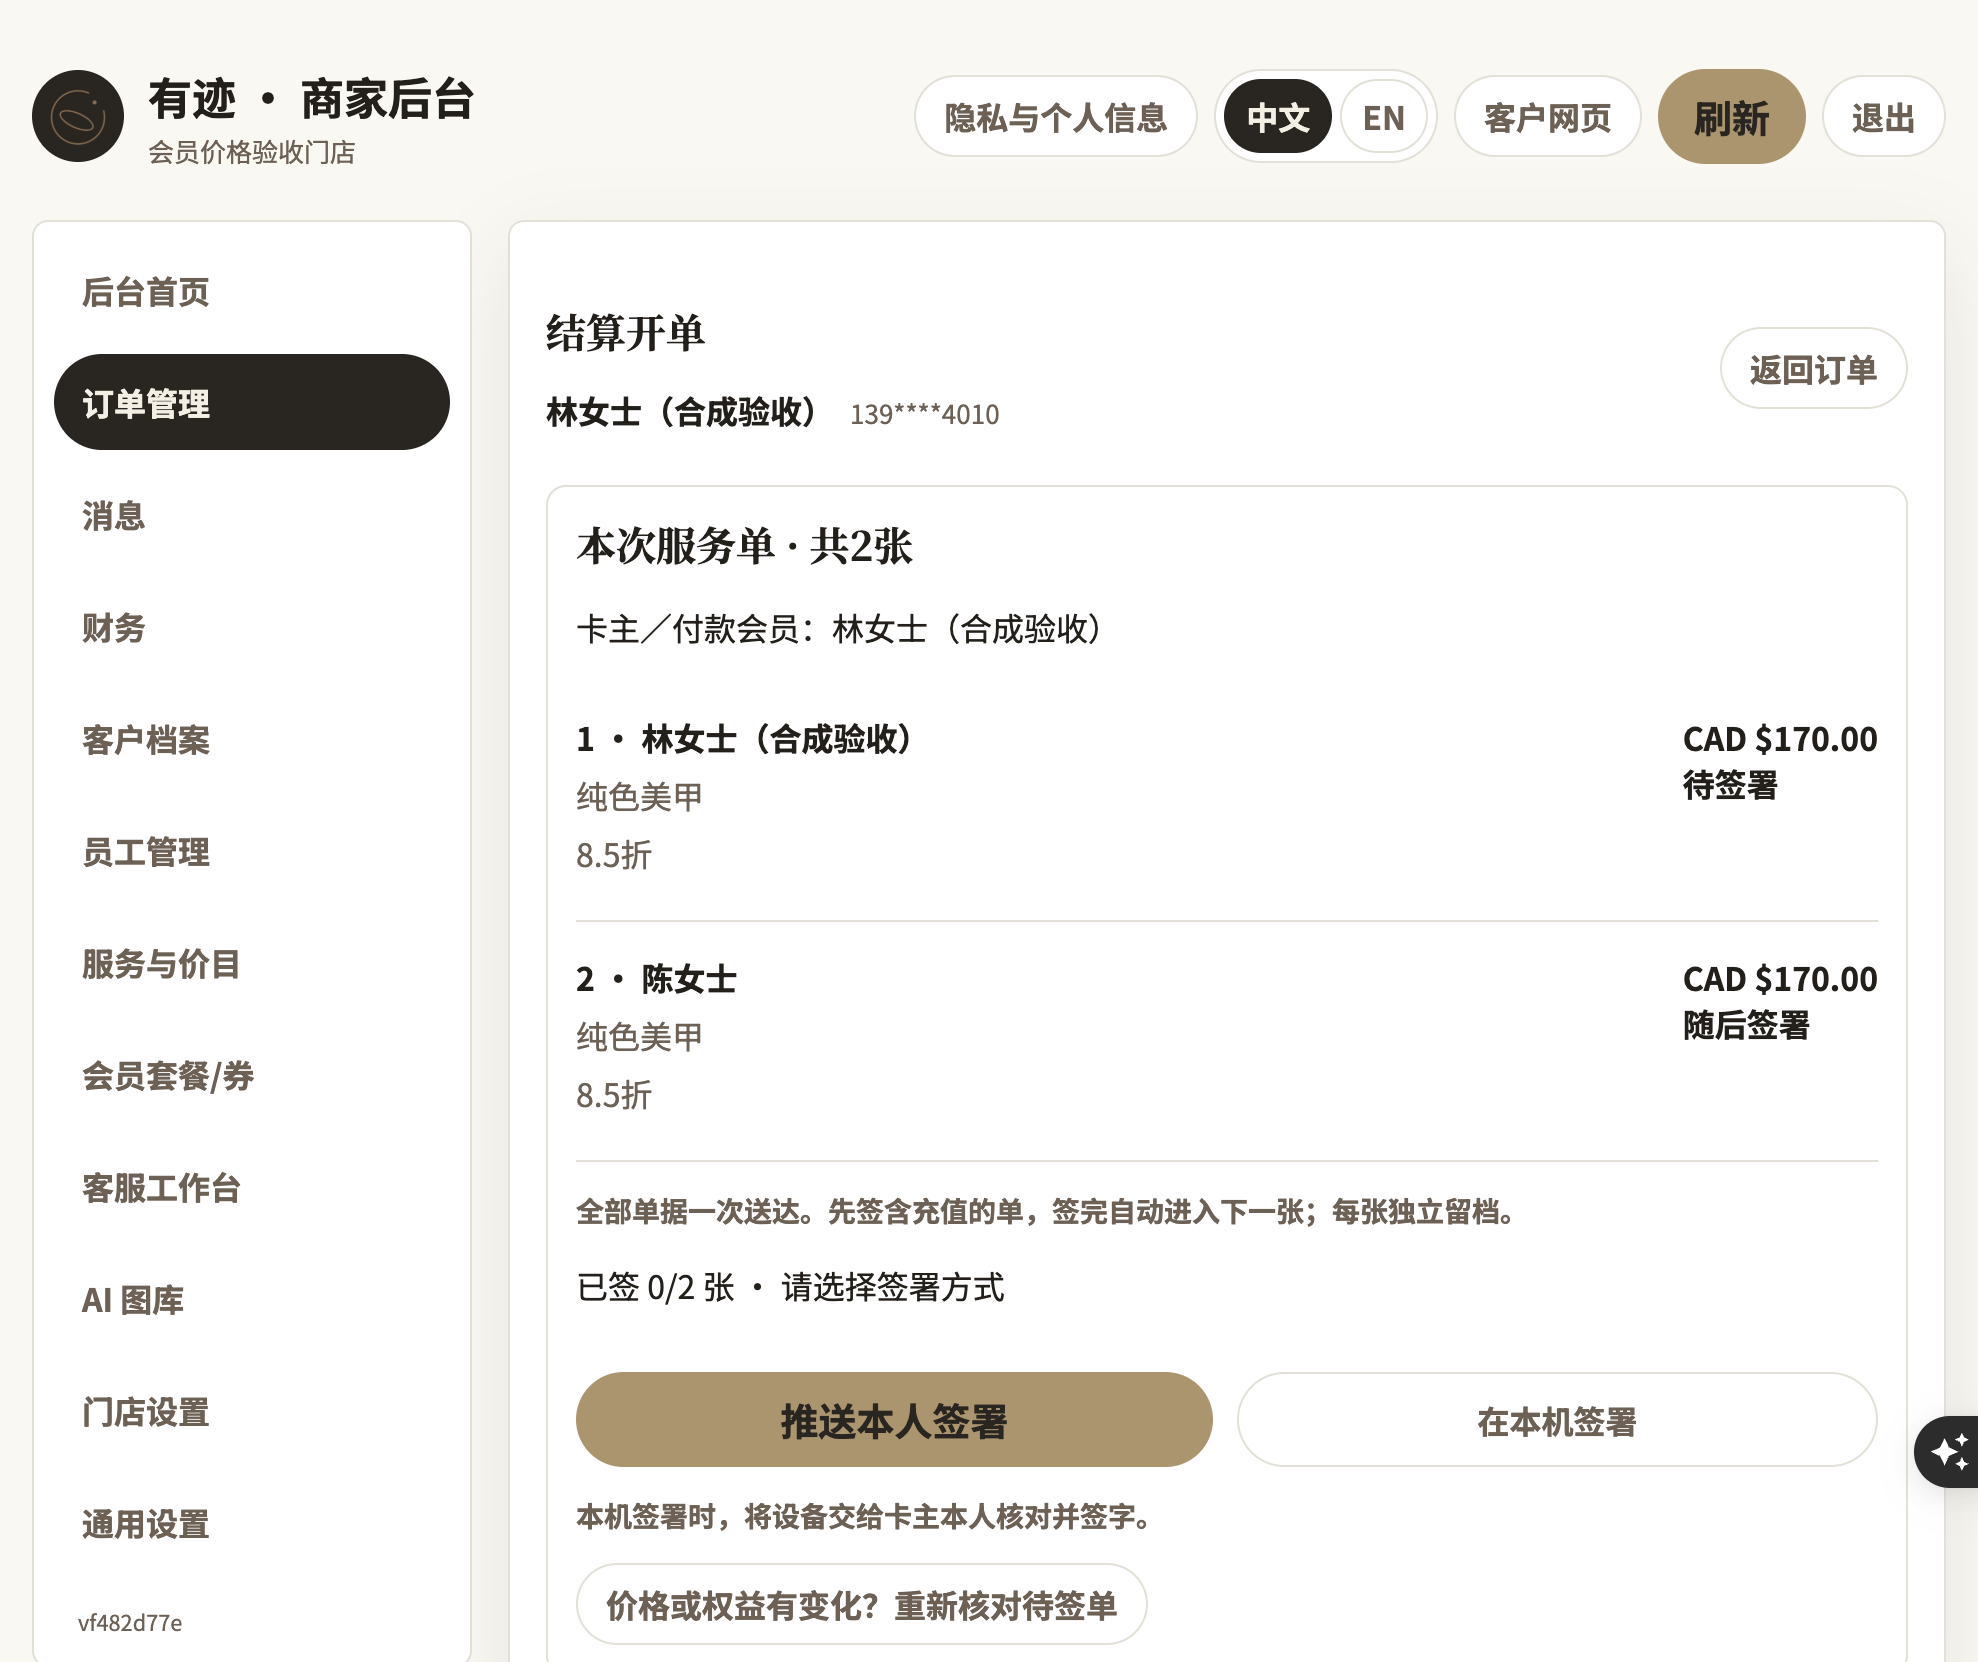 有迹 · 商家后台
会员价格验收门店
隐私与个人信息
中文
EN
客户网页
刷新
退出
后台首页
订单管理
消息
财务
客户档案
员工管理
服务与价目
会员套餐/券
客服工作台
AI 图库
门店设置
通用设置
vf482d77e
结算开单
林女士（合成验收） 139****4010
返回订单
本次服务单 · 共2张
卡主／付款会员：林女士（合成验收）
1 · 林女士（合成验收）
CAD $170.00
纯色美甲
待签署
8.5折
2 · 陈女士
CAD $170.00
纯色美甲
随后签署
8.5折
全部单据一次送达。先签含充值的单，签完自动进入下一张；每张独立留档。
已签 0/2 张 · 请选择签署方式
推送本人签署
在本机签署
本机签署时，将设备交给卡主本人核对并签字。
价格或权益有变化？重新核对待签单